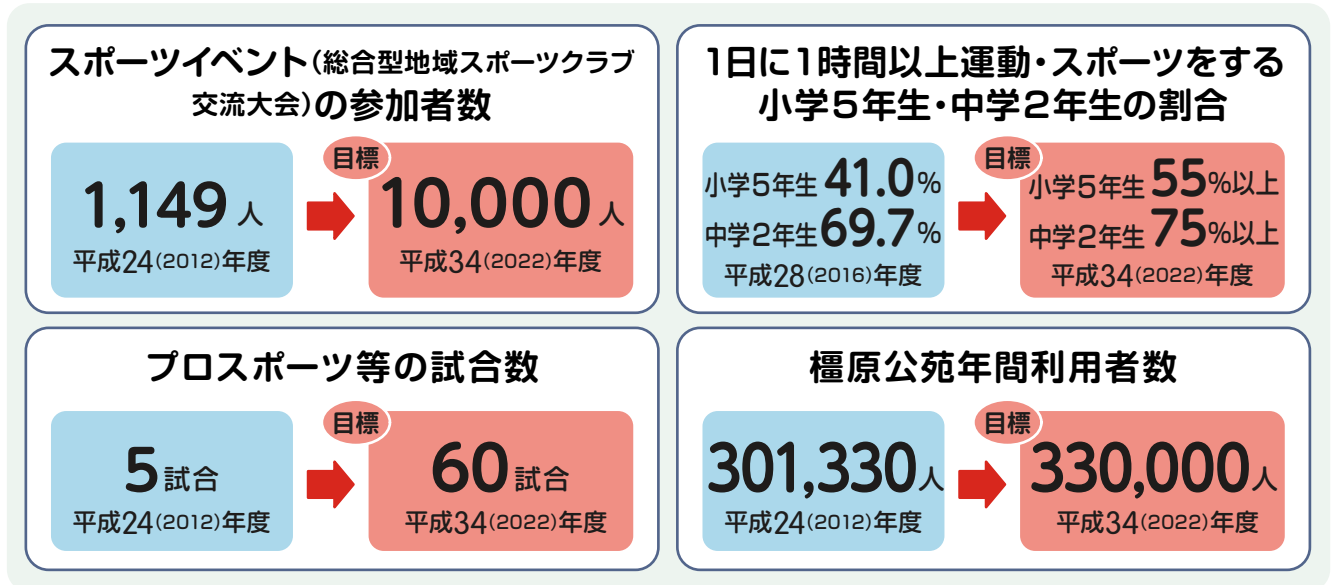 スポーツイベント(総合型地域スポーツクラブ
交流大会)の参加者数
1,149人
平成24(2012)年度
目標
10,000人
平成34(2022)年度
1日に1時間以上運動・スポーツをする
小学5年生・中学2年生の割合
小学5年生 41.0%
中学2年生 69.7%
平成28(2016)年度
目標
小学5年生 55%以上
中学2年生 75%以上
平成34(2022)年度
プロスポーツ等の試合数
5試合
平成24(2012)年度
目標
60試合
平成34(2022)年度
橿原公苑年間利用者数
301,330人
平成24(2012)年度
目標
330,000人
平成34(2022)年度